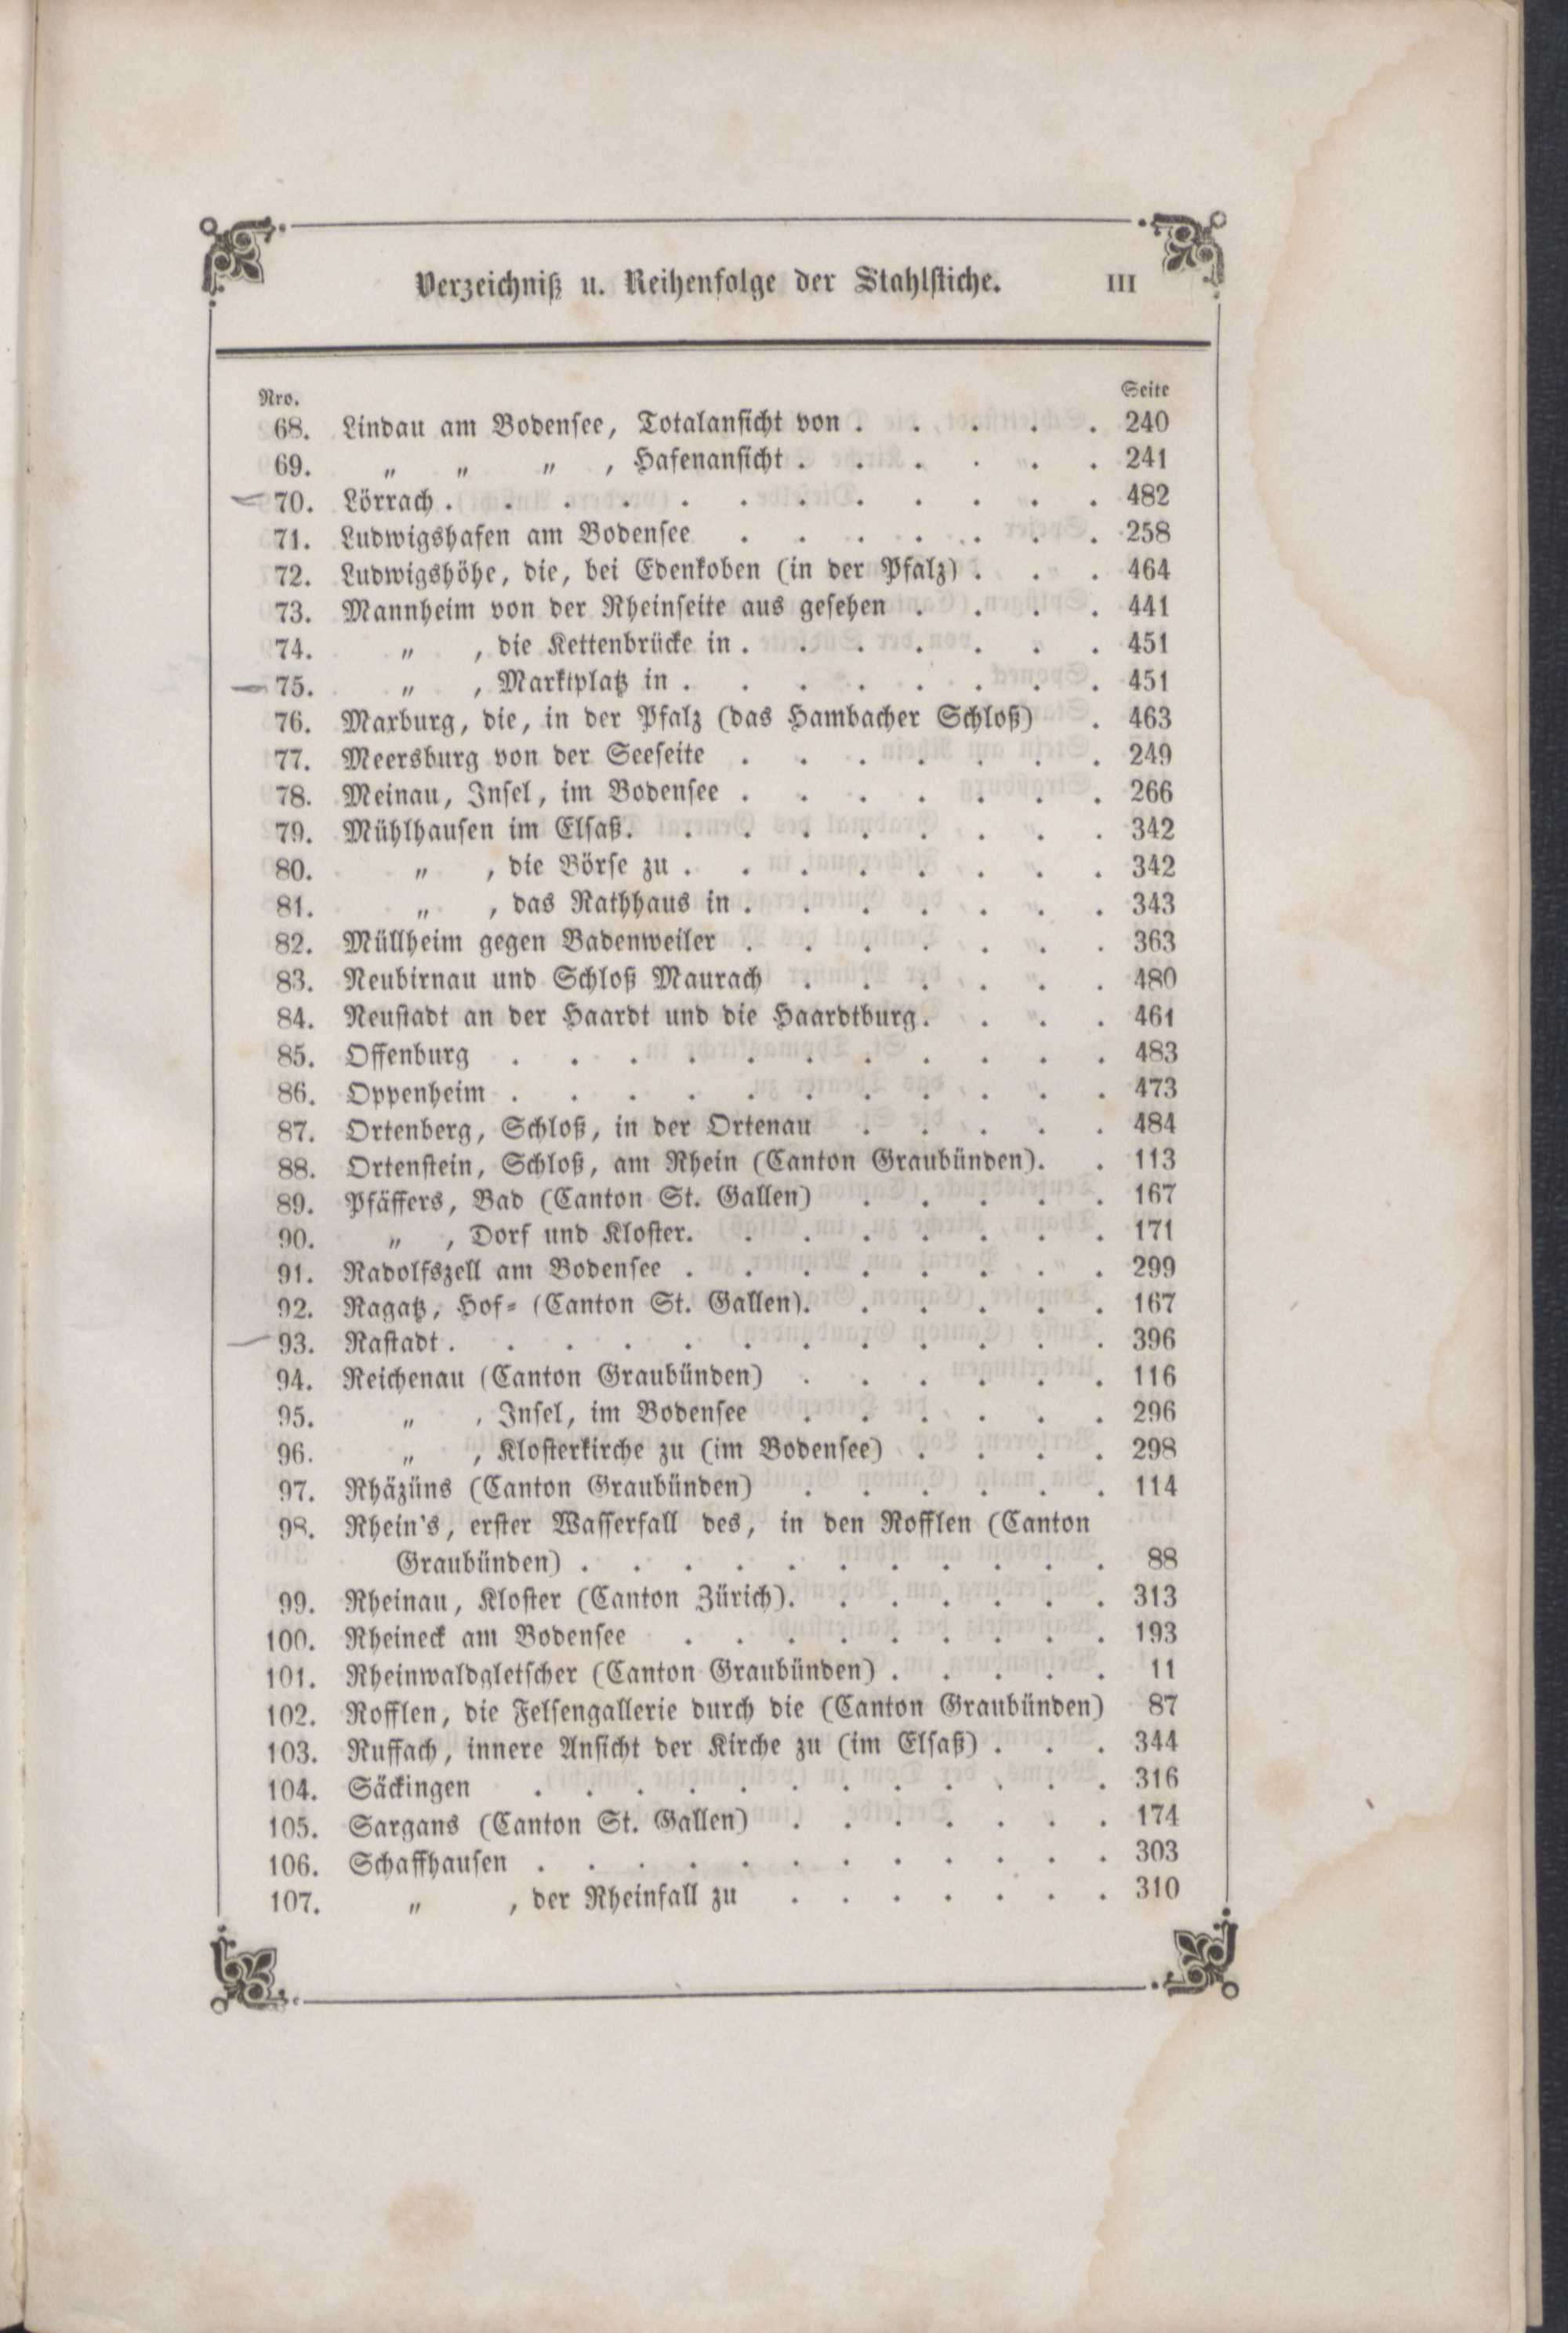 Verzeichniß u. Reihenfolge der Stahlstiche. III
Nro. Seite
68. Lindau am Bodensee, Totalansicht von . . . . . 240
69. „ „ „ , Hafenansicht . . . . . . 241
70. Lörrach . . . . . . . . . . . . 482
71. Ludwigshafen am Bodensee . . . . . . . 258
72. Ludwigshöhe, die, bei Edenkoben (in der Pfalz) . . . 464
73. Mannheim von der Rheinseite aus gesehen . . . . 441
74. „ , die Kettenbrücke in . . . . . . . 451
75. „ , Marktplatz in . . . . . . . . 451
76. Marburg, die, in der Pfalz (das Hambacher Schloß) . 463
77. Meersburg von der Seeseite . . . . . . . 249
78. Meinau, Insel, im Bodensee . . . . . . . 266
79. Mühlhausen im Elsaß. . . . . . . . . 342
80. „ , die Börse zu . . . . . . . . 342
81. „ , das Rathhaus in . . . . . . . 343
82. Müllheim gegen Badenweiler . . . . . . . 363
83. Neubirnau und Schloß Maurach . . . . . . 480
84. Neustadt an der Haardt und die Haardtburg. . . . 461
85. Offenburg . . . . . . . . . . . 483
86. Oppenheim . . . . . . . . . . . 473
87. Ortenberg, Schloß, in der Ortenau . . . . . 484
88. Ortenstein, Schloß, am Rhein (Canton Graubünden). . 113
89. Pfäffers, Bad (Canton St. Gallen) . . . . . 167
90. „ , Dorf und Kloster. . . . . . . . 171
91. Radolfszell am Bodensee . . . . . . . . 299
92. Ragatz, Hof- (Canton St. Gallen). . . . . . 167
93. Rastadt . . . . . . . . . . . . 396
94. Reichenau (Canton Graubünden) . . . . . . 116
95. „ , Insel, im Bodensee . . . . . . 296
96. „ , Klosterkirche zu (im Bodensee) . . . . 298
97. Rhäzüns (Canton Graubünden) . . . . . . 114
98. Rhein's, erster Wasserfall des, in den Rofflen (Canton
Graubünden) . . . . . . . . . . . 88
99. Rheinau, Kloster (Canton Zürich). . . . . . . 313
100. Rheineck am Bodensee . . . . . . . . . 193
101. Rheinwaldgletscher (Canton Graubünden) . . . . . 11
102. Rofflen, die Felsengallerie durch die (Canton Graubünden) 87
103. Ruffach, innere Ansicht der Kirche zu (im Elsaß) . . . 344
104. Säckingen . . . . . . . . . . . . 316
105. Sargans (Canton St. Gallen) . . . . . . . 174
106. Schaffhausen . . . . . . . . . . . . 303
107. „ , der Rheinfall zu . . . . . . . 310